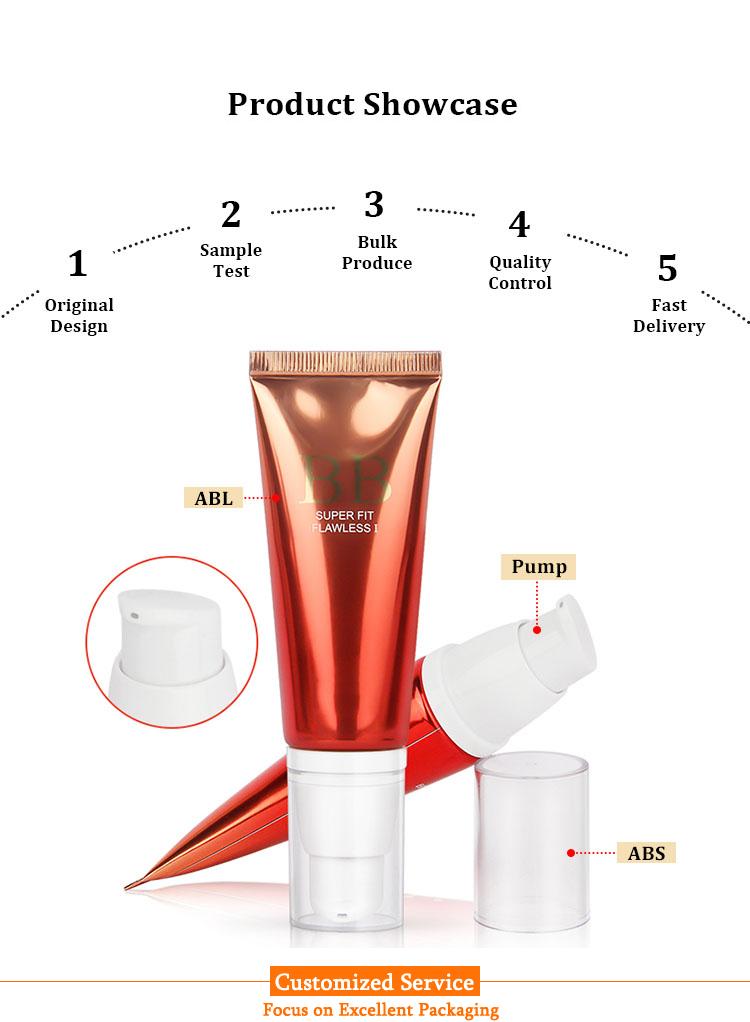 Product Showcase
1
Original
Design
2
Sample
Test
3
Bulk
Produce
4
Quality
Control
5
Fast
Delivery
ABL
BB
SUPER FIT
FLAWLESS I
Pump
ABS
Customized Service
Focus on Excellent Packaging